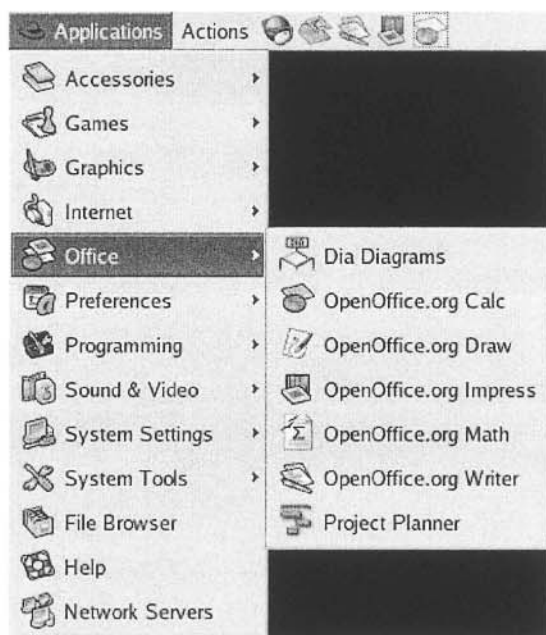 Applications Actions
Accessories
Games
Graphics
Internet
Office
Preferences
Programming
Sound & Video
System Settings
System Tools
File Browser
Help
Network Servers
Dia Diagrams
OpenOffice.org Calc
OpenOffice.org Draw
OpenOffice.org Impress
OpenOffice.org Math
OpenOffice.org Writer
Project Planner